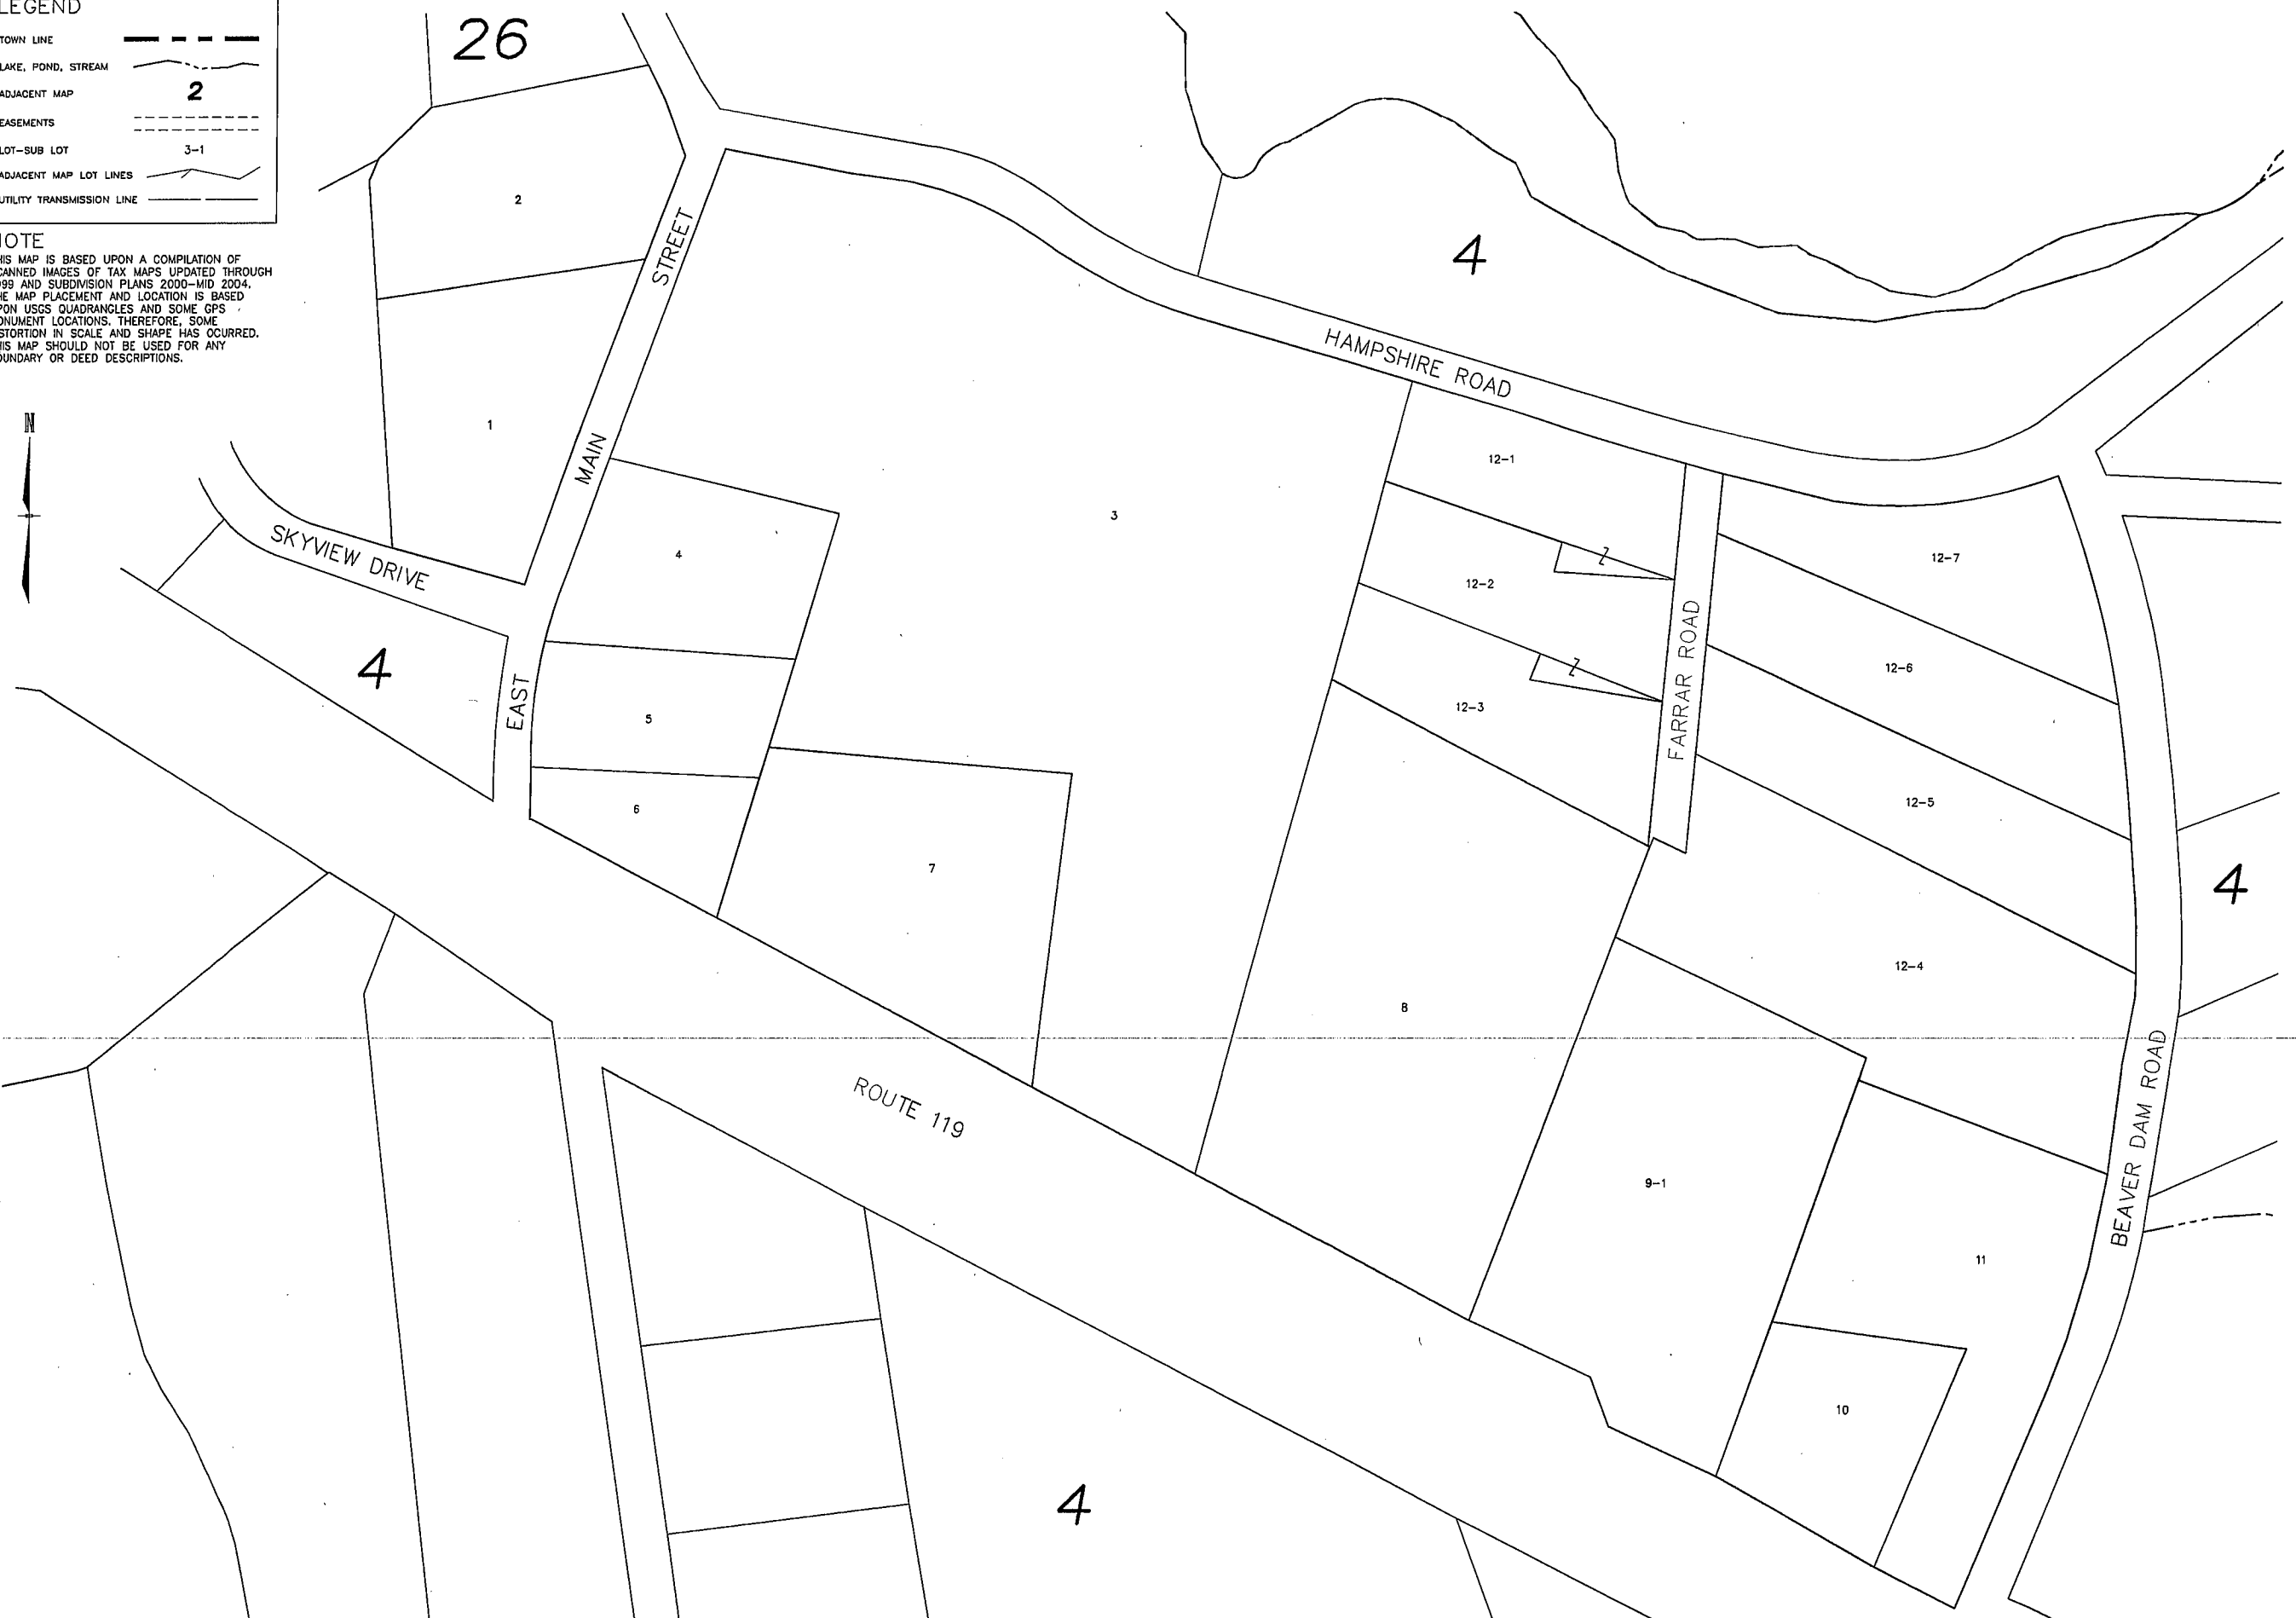 LEGEND
TOWN LINE
LAKE, POND, STREAM
ADJACENT MAP 2
EASEMENTS
LOT-SUB LOT 3-1
ADJACENT MAP LOT LINES
UTILITY TRANSMISSION LINE
NOTE
HIS MAP IS BASED UPON A COMPILATION OF
CANNED IMAGES OF TAX MAPS UPDATED THROUGH
99 AND SUBDIVISION PLANS 2000-MID 2004.
HE MAP PLACEMENT AND LOCATION IS BASED
PON USGS QUADRANGLES AND SOME GPS
ONUMENT LOCATIONS. THEREFORE, SOME
ISTORTION IN SCALE AND SHAPE HAS OCURRED.
HIS MAP SHOULD NOT BE USED FOR ANY
OUNDARY OR DEED DESCRIPTIONS.
N
26
2
1
4
HAMPSHIRE ROAD
EAST MAIN STREET
SKYVIEW DRIVE
4
3
4
5
6
7
8
12-1
12-2
12-3
FARRAR ROAD
12-7
12-6
12-5
12-4
4
9-1
11
10
BEAVER DAM ROAD
ROUTE 119
4